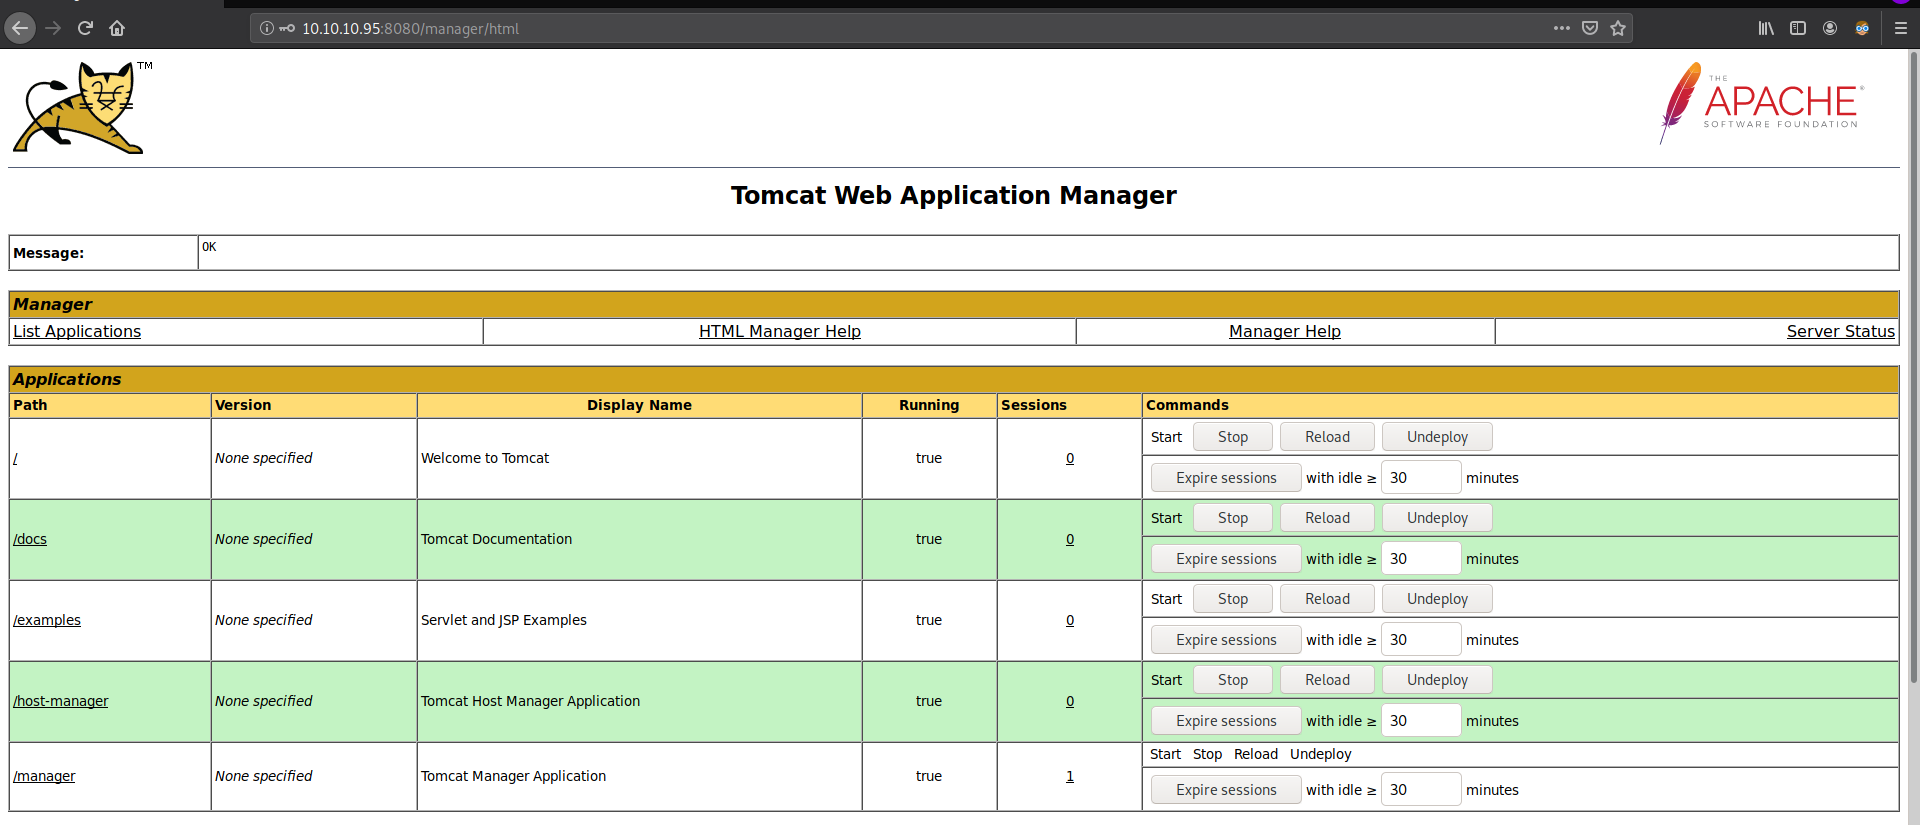 10.10.10.95:8080/manager/html
TM
THE
APACHE®
SOFTWARE FOUNDATION
Tomcat Web Application Manager
Message: OK
Manager
List Applications HTML Manager Help Manager Help Server Status
Applications
Path Version Display Name Running Sessions Commands
/ None specified Welcome to Tomcat true 0 Start Stop Reload Undeploy
Expire sessions with idle ≥ 30 minutes
/docs None specified Tomcat Documentation true 0 Start Stop Reload Undeploy
Expire sessions with idle ≥ 30 minutes
/examples None specified Servlet and JSP Examples true 0 Start Stop Reload Undeploy
Expire sessions with idle ≥ 30 minutes
/host-manager None specified Tomcat Host Manager Application true 0 Start Stop Reload Undeploy
Expire sessions with idle ≥ 30 minutes
/manager None specified Tomcat Manager Application true 1 Start Stop Reload Undeploy
Expire sessions with idle ≥ 30 minutes